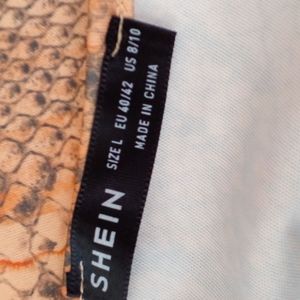 SHEIN
SIZE L EU 40/42 US 8/10
MADE IN CHINA